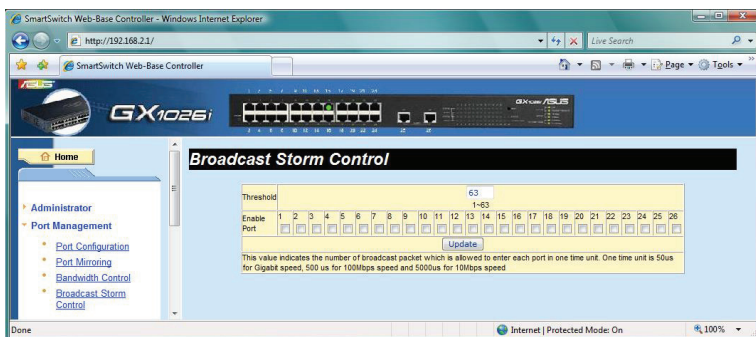 SmartSwitch Web-Base Controller - Windows Internet Explorer
http://192.168.2.1/
Live Search
SmartSwitch Web-Base Controller
Page
Tools
ASUS
GX1026i
ASUS
Home
Broadcast Storm Control
Administrator
Port Management
Port Configuration
Port Mirroring
Bandwidth Control
Broadcast Storm
Control
Threshold
63
1~63
Enable
Port
1 2 3 4 5 6 7 8 9 10 11 12 13 14 15 16 17 18 19 20 21 22 23 24 25 26
Update
This value indicates the number of broadcast packet which is allowed to enter each port in one time unit. One time unit is 50us
for Gigabit speed, 500 us for 100Mbps speed and 5000us for 10Mbps speed
Done
Internet | Protected Mode: On
100%